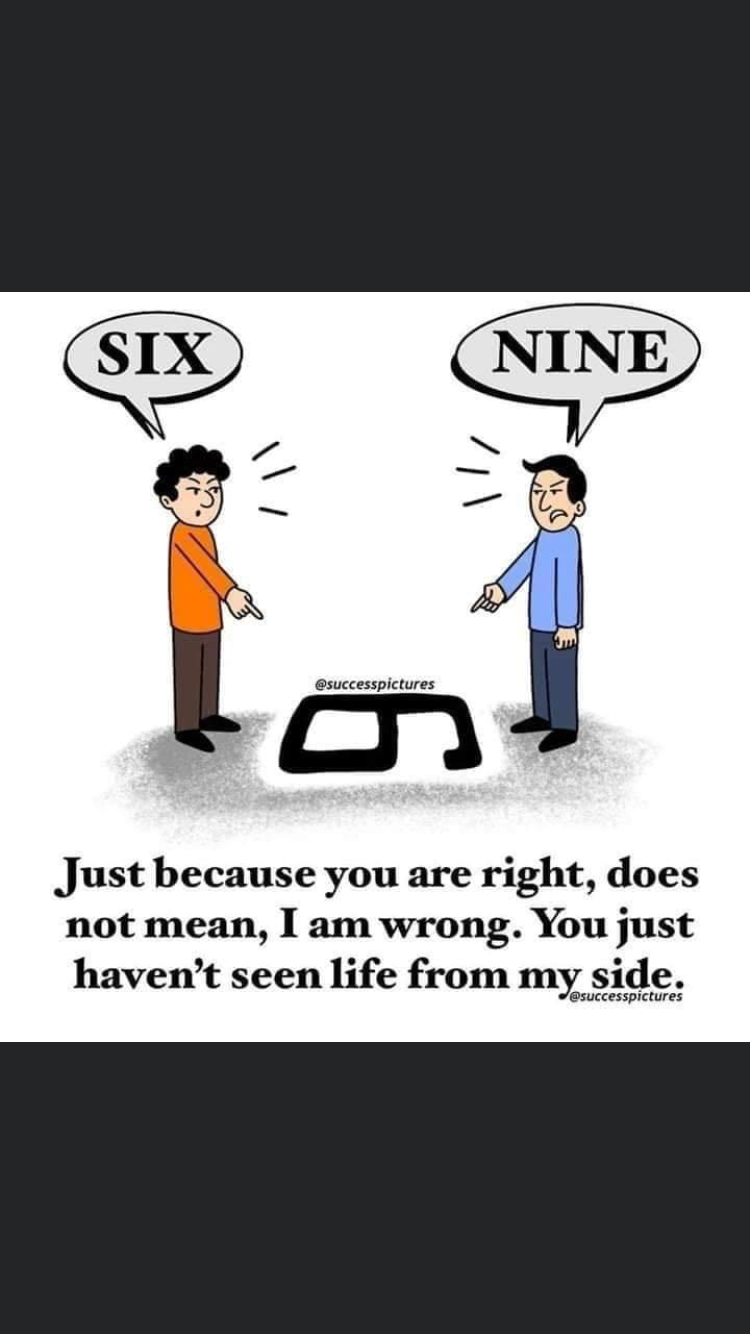 SIX
NINE
@successpictures
6
Just because you are right, does
not mean, I am wrong. You just
haven't seen life from my side.
@successpictures